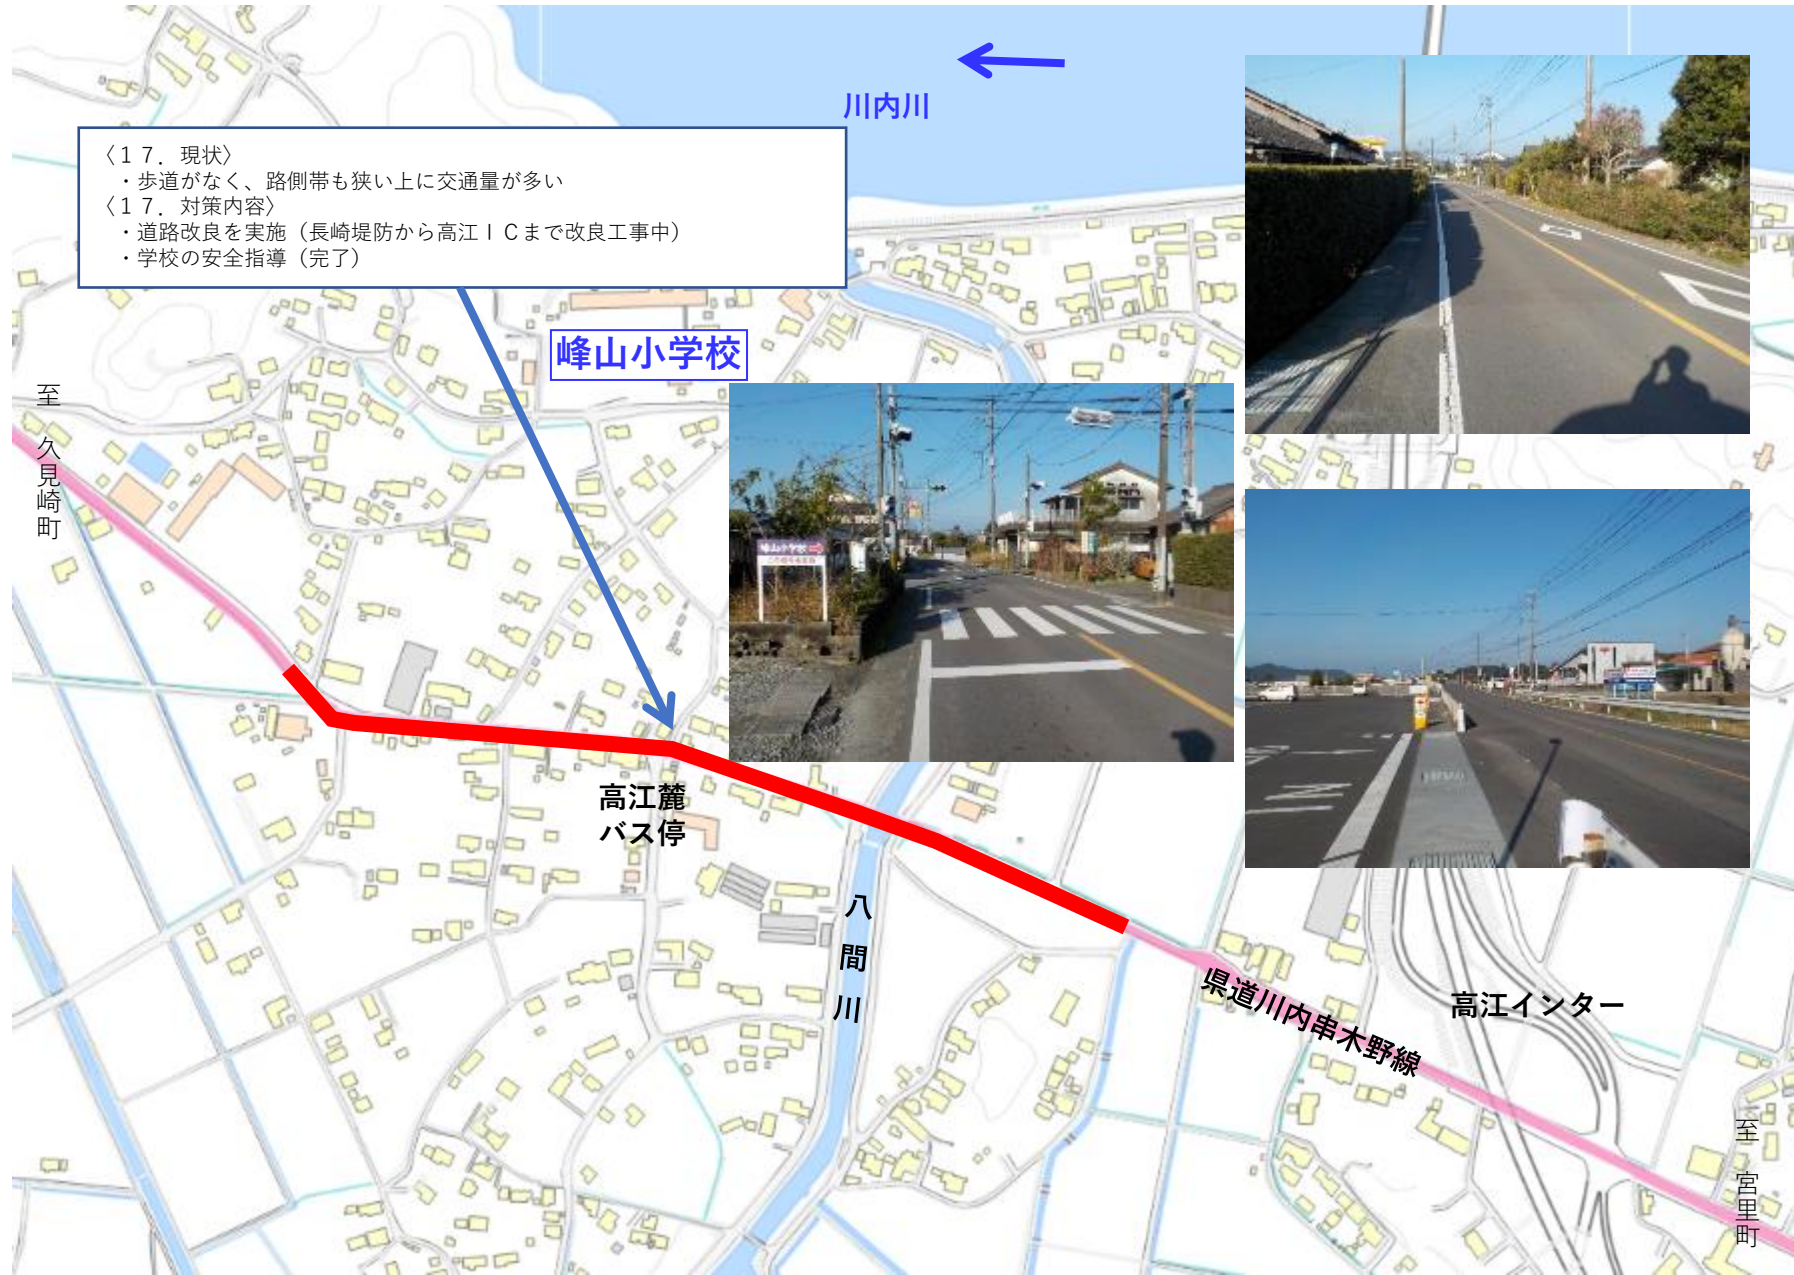 川内川
〈１７．現状〉
・歩道がなく、路側帯も狭い上に交通量が多い
〈１７．対策内容〉
・道路改良を実施（長崎堤防から高江ＩＣまで改良工事中）
・学校の安全指導（完了）
峰山小学校
至　久見崎町
峰山小学校
高江麓
バス停
八間川
県道川内串木野線
高江インター
至　宮里町